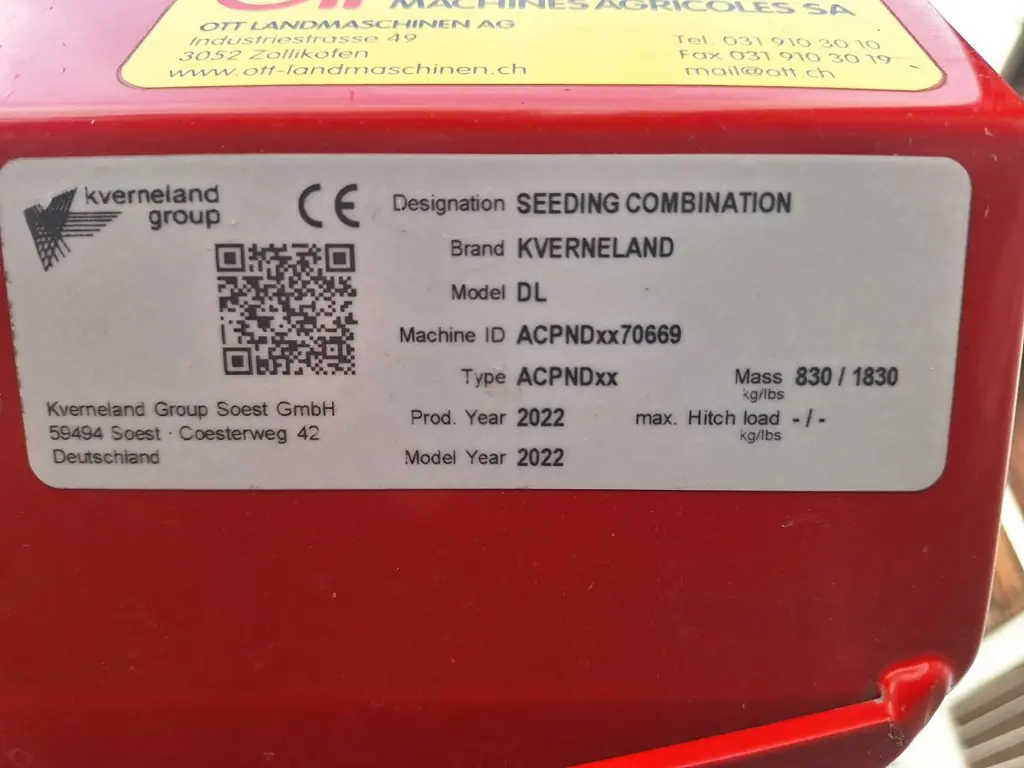 Ott MACHINES AGRICOLES SA
OTT LANDMASCHINEN AG
Industriestrasse 49
3052 Zollikofen
www.ott-landmaschinen.ch
Tel. 031 910 30 10
Fax 031 910 30 19
mail@ott.ch
kverneland
group
CE
Designation SEEDING COMBINATION
Brand KVERNELAND
Model DL
Machine ID ACPNDxx70669
Type ACPNDxx
Mass 830 / 1830
kg/lbs
Prod. Year 2022
max. Hitch load - / -
kg/lbs
Model Year 2022
Kverneland Group Soest GmbH
59494 Soest · Coesterweg 42
Deutschland